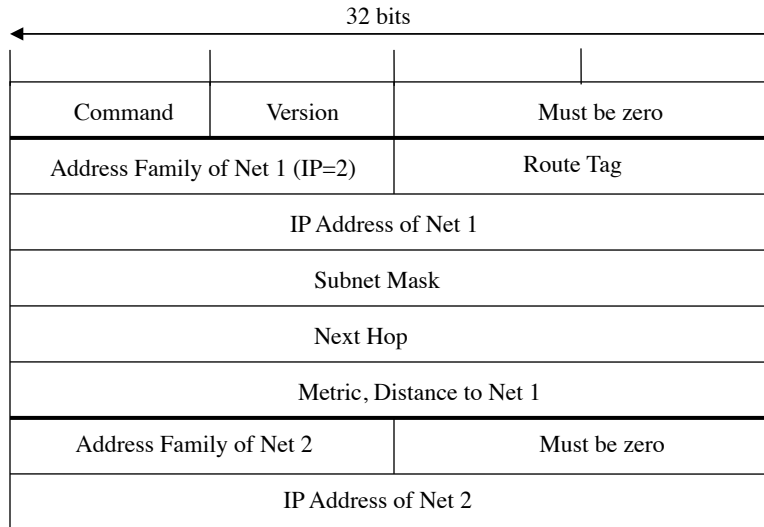 32 bits
Command Version Must be zero
Address Family of Net 1 (IP=2) Route Tag
IP Address of Net 1
Subnet Mask
Next Hop
Metric, Distance to Net 1
Address Family of Net 2 Must be zero
IP Address of Net 2